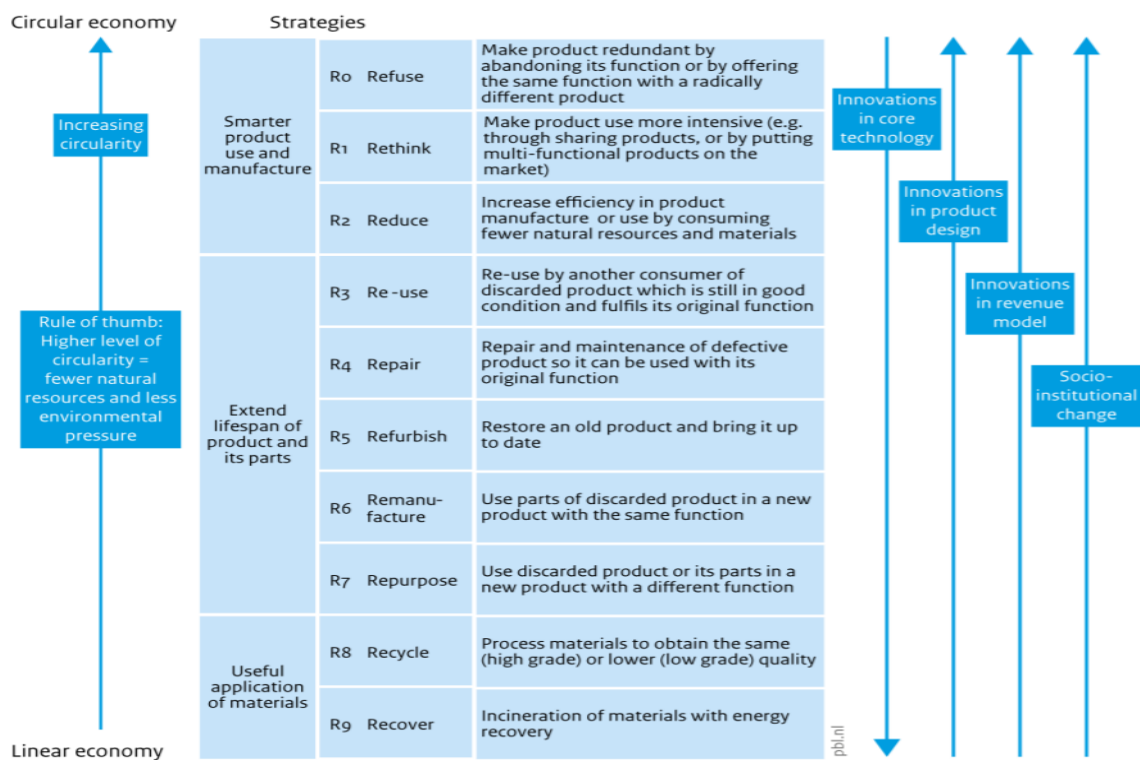 Circular economy
Strategies
Increasing
circularity
Rule of thumb:
Higher level of
circularity =
fewer natural
resources and less
environmental
pressure
Linear economy
Smarter
product
use and
manufacture
R0 Refuse
Make product redundant by
abandoning its function or by offering
the same function with a radically
different product
R1 Rethink
Make product use more intensive (e.g.
through sharing products, or by putting
multi-functional products on the
market)
R2 Reduce
Increase efficiency in product
manufacture or use by consuming
fewer natural resources and materials
Extend
lifespan of
product and
its parts
R3 Re-use
Re-use by another consumer of
discarded product which is still in good
condition and fulfils its original function
R4 Repair
Repair and maintenance of defective
product so it can be used with its
original function
R5 Refurbish
Restore an old product and bring it up
to date
R6 Remanu-
facture
Use parts of discarded product in a new
product with the same function
R7 Repurpose
Use discarded product or its parts in a
new product with a different function
Useful
application
of materials
R8 Recycle
Process materials to obtain the same
(high grade) or lower (low grade) quality
R9 Recover
Incineration of materials with energy
recovery
Innovations
in core
technology
Innovations
in product
design
Innovations
in revenue
model
Socio-
institutional
change
pbl.nl